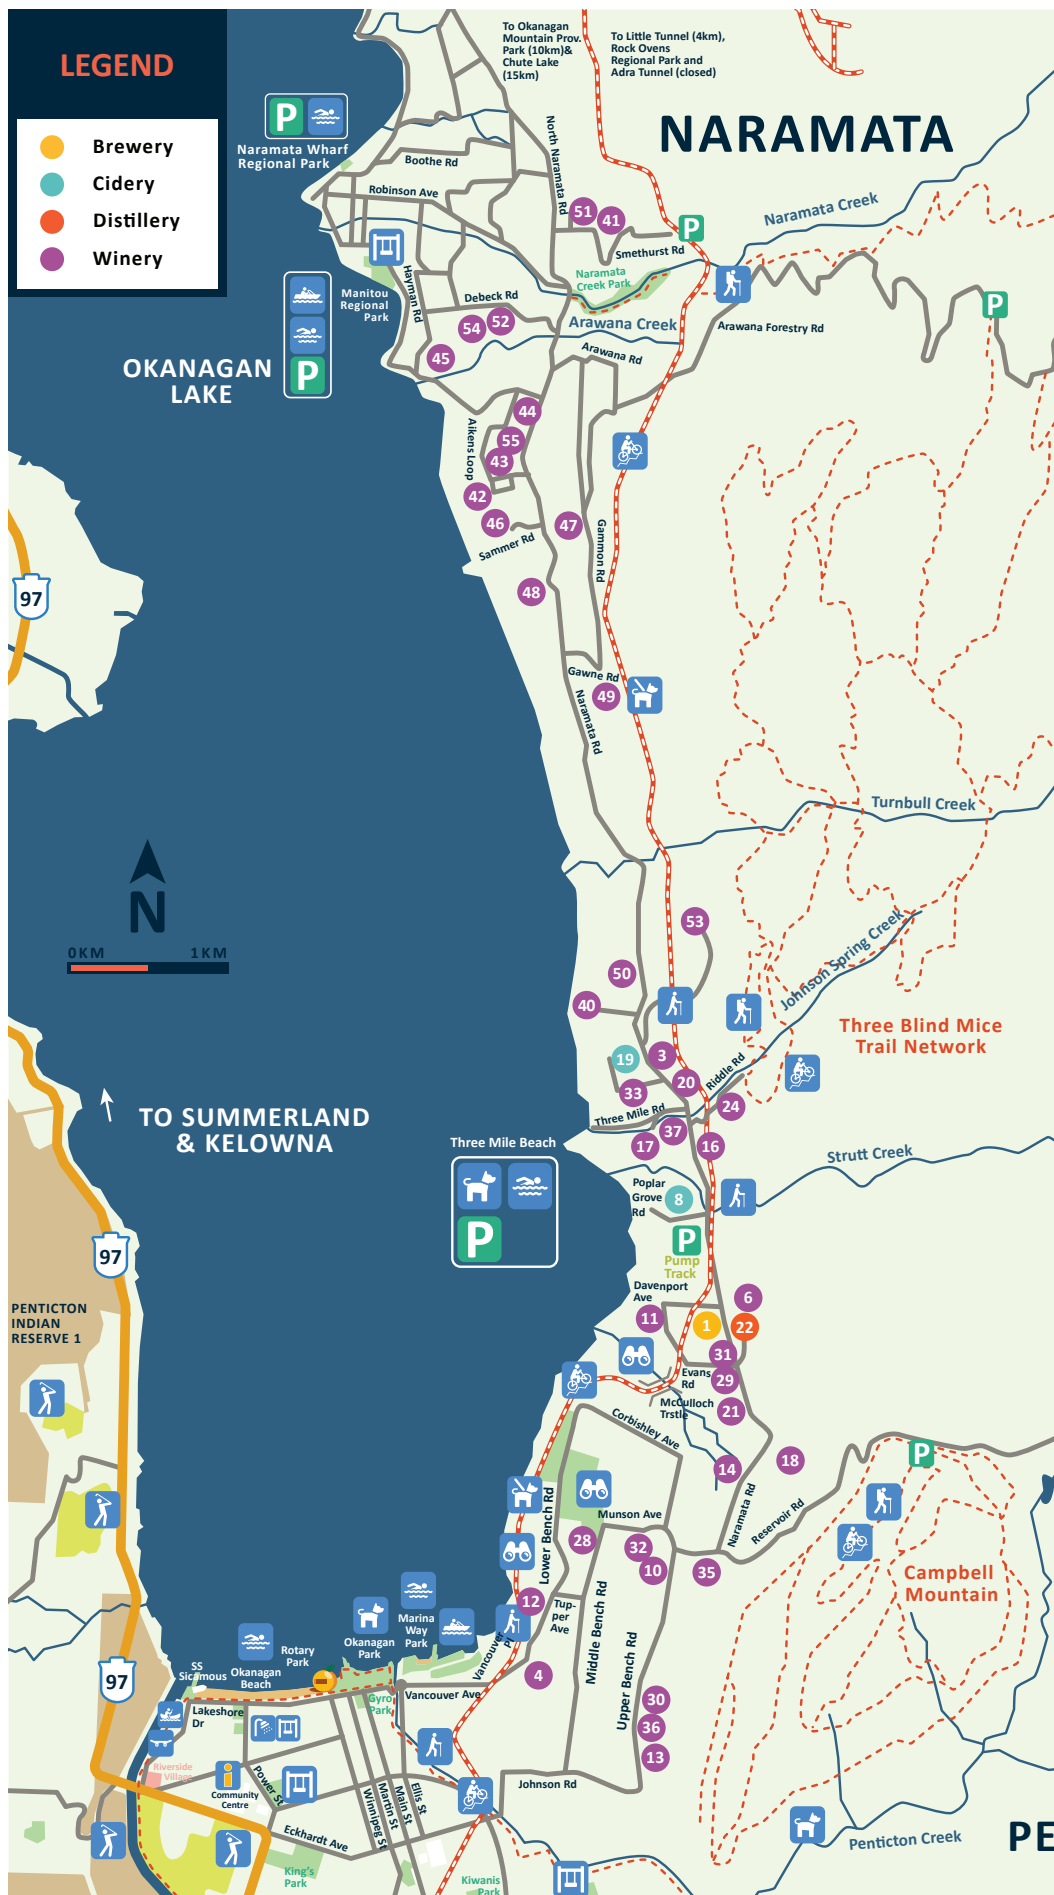 LEGEND
Brewery
Cidery
Distillery
Winery
To Okanagan
Mountain Prov.
Park (10km)&
Chute Lake
(15km)
To Little Tunnel (4km),
Rock Ovens
Regional Park and
Adra Tunnel (closed)
NARAMATA
P
Naramata Wharf
Regional Park
Boothe Rd
Robinson Ave
North Naramata Rd
51
41
Smethurst Rd
P
Naramata Creek
Naramata
Creek Park
Hayman Rd
Manitou
Regional
Park
P
Debeck Rd
54
52
45
Arawana Creek
Arawana Rd
Arawana Forestry Rd
P
OKANAGAN
LAKE
44
55
43
Aikens Loop
42
46
47
Sammer Rd
Gammon Rd
48
97
Gawne Rd
49
Naramata Rd
Turnbull Creek
N
0KM
1KM
53
50
40
Johnson Spring Creek
Three Blind Mice
Trail Network
19
3
20
33
Riddle Rd
24
Three Mile Rd
37
17
16
TO SUMMERLAND
& KELOWNA
Three Mile Beach
P
Strutt Creek
Poplar
Grove
Rd
8
P
Pump
Track
97
Davenport
Ave
6
11
1
22
31
Evans
Rd
29
McCulloch
Trstle
21
PENTICTON
INDIAN
RESERVE 1
Corbishley Ave
14
18
P
Naramata Rd
Reservoir Rd
Lower Bench Rd
Munson Ave
28
32
10
35
Campbell
Mountain
12
Tup-
per
Ave
Middle Bench Rd
Upper Bench Rd
Vancouver Pl
4
30
36
13
Marina
Way
Park
Okanagan
Park
Rotary
Park
Okanagan
Beach
SS
Sicamous
97
Lakeshore
Dr
Gyro
Park
Vancouver Ave
Riverside
Village
Community
Centre
Power St
Winnipeg St
Martin St
Main St
Ellis St
Johnson Rd
Eckhardt Ave
King's
Park
Kiwanis
Park
Penticton Creek
PE